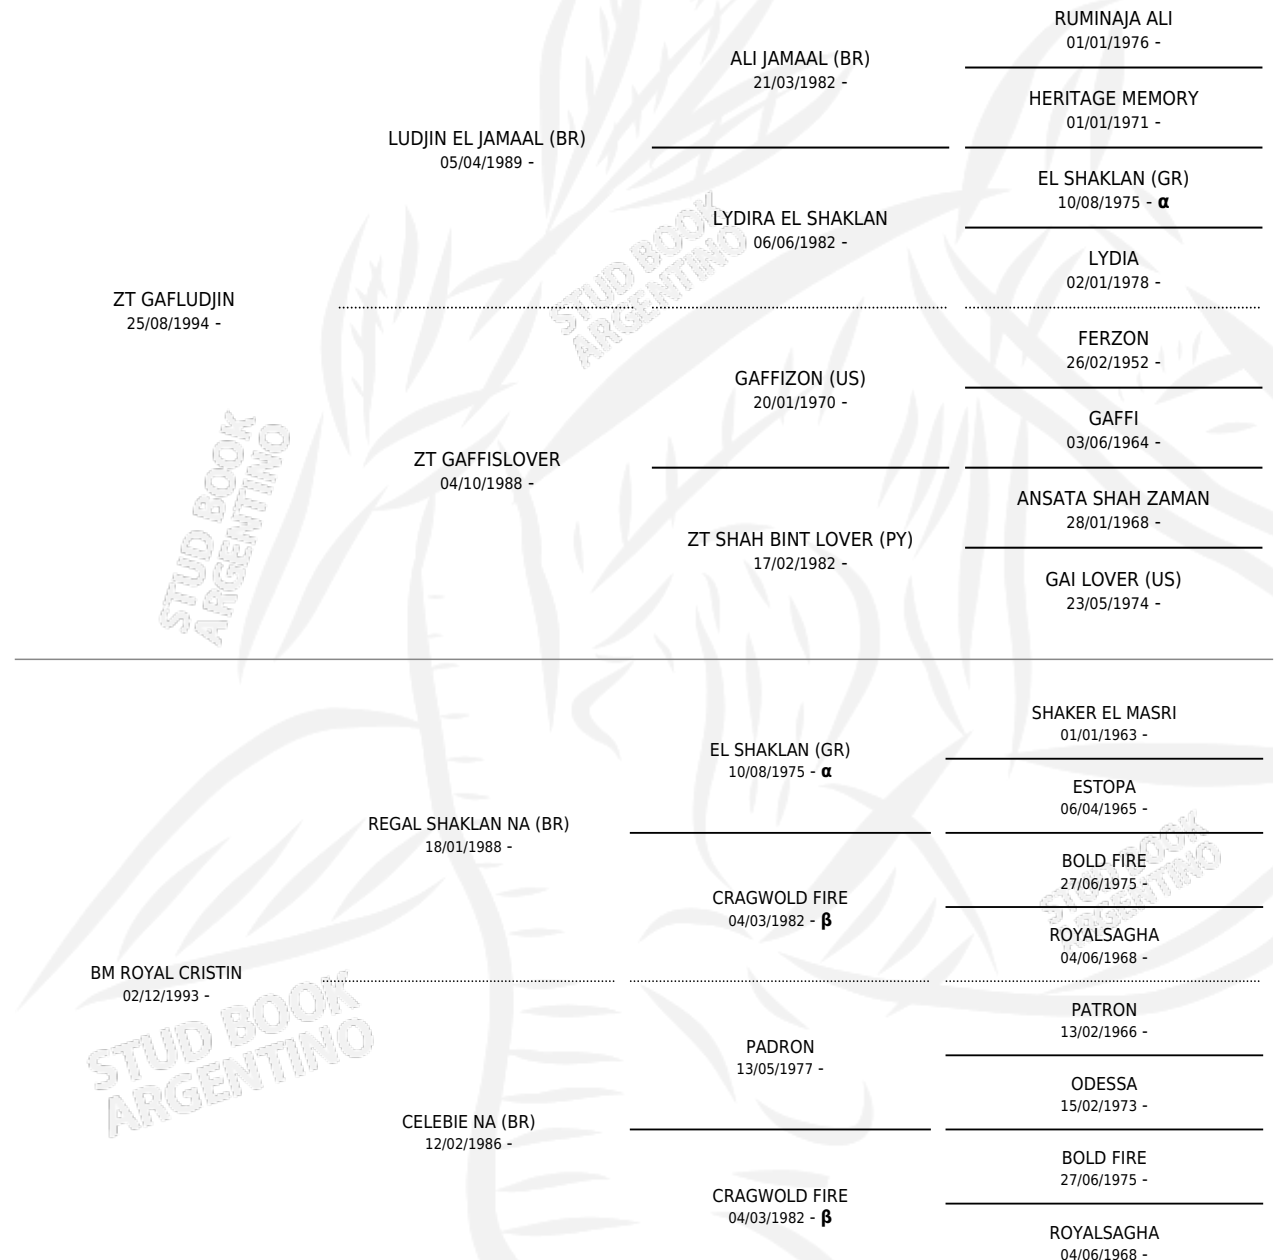 RUMINAJA ALI
01/01/1976 -
ALI JAMAAL (BR)
21/03/1982 -
HERITAGE MEMORY
01/01/1971 -
LUDJIN EL JAMAAL (BR)
05/04/1989 -
EL SHAKLAN (GR)
10/08/1975 - α
LYDIRA EL SHAKLAN
06/06/1982 -
LYDIA
02/01/1978 -
ZT GAFLUDJIN
25/08/1994 -
FERZON
26/02/1952 -
GAFFIZON (US)
20/01/1970 -
GAFFI
03/06/1964 -
ZT GAFFISLOVER
04/10/1988 -
ANSATA SHAH ZAMAN
28/01/1968 -
ZT SHAH BINT LOVER (PY)
17/02/1982 -
GAI LOVER (US)
23/05/1974 -
STUD BOOK
ARGENTINO
STUD BOOK
ARGENTINO
SHAKER EL MASRI
01/01/1963 -
EL SHAKLAN (GR)
10/08/1975 - α
ESTOPA
06/04/1965 -
REGAL SHAKLAN NA (BR)
18/01/1988 -
BOLD FIRE
27/06/1975 -
CRAGWOLD FIRE
04/03/1982 - β
ROYALSAGHA
04/06/1968 -
BM ROYAL CRISTIN
02/12/1993 -
PATRON
13/02/1966 -
PADRON
13/05/1977 -
ODESSA
15/02/1973 -
CELEBIE NA (BR)
12/02/1986 -
BOLD FIRE
27/06/1975 -
CRAGWOLD FIRE
04/03/1982 - β
ROYALSAGHA
04/06/1968 -
STUD BOOK
ARGENTINO
STUD BOOK
ARGENTINO